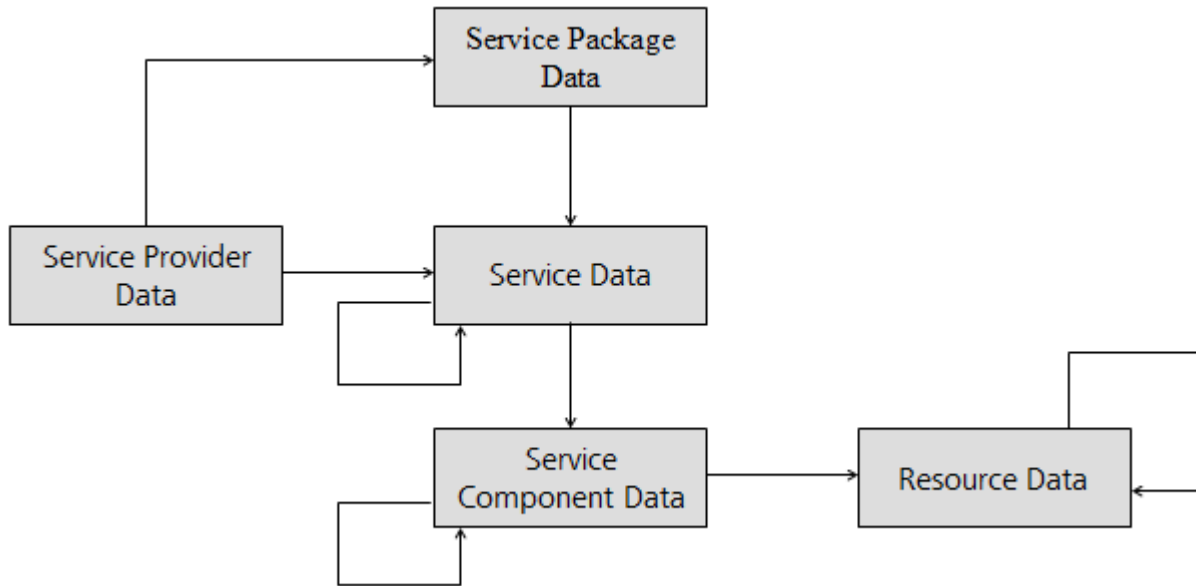 Service Package
Data
Service Provider
Data
Service Data
Service
Component Data
Resource Data